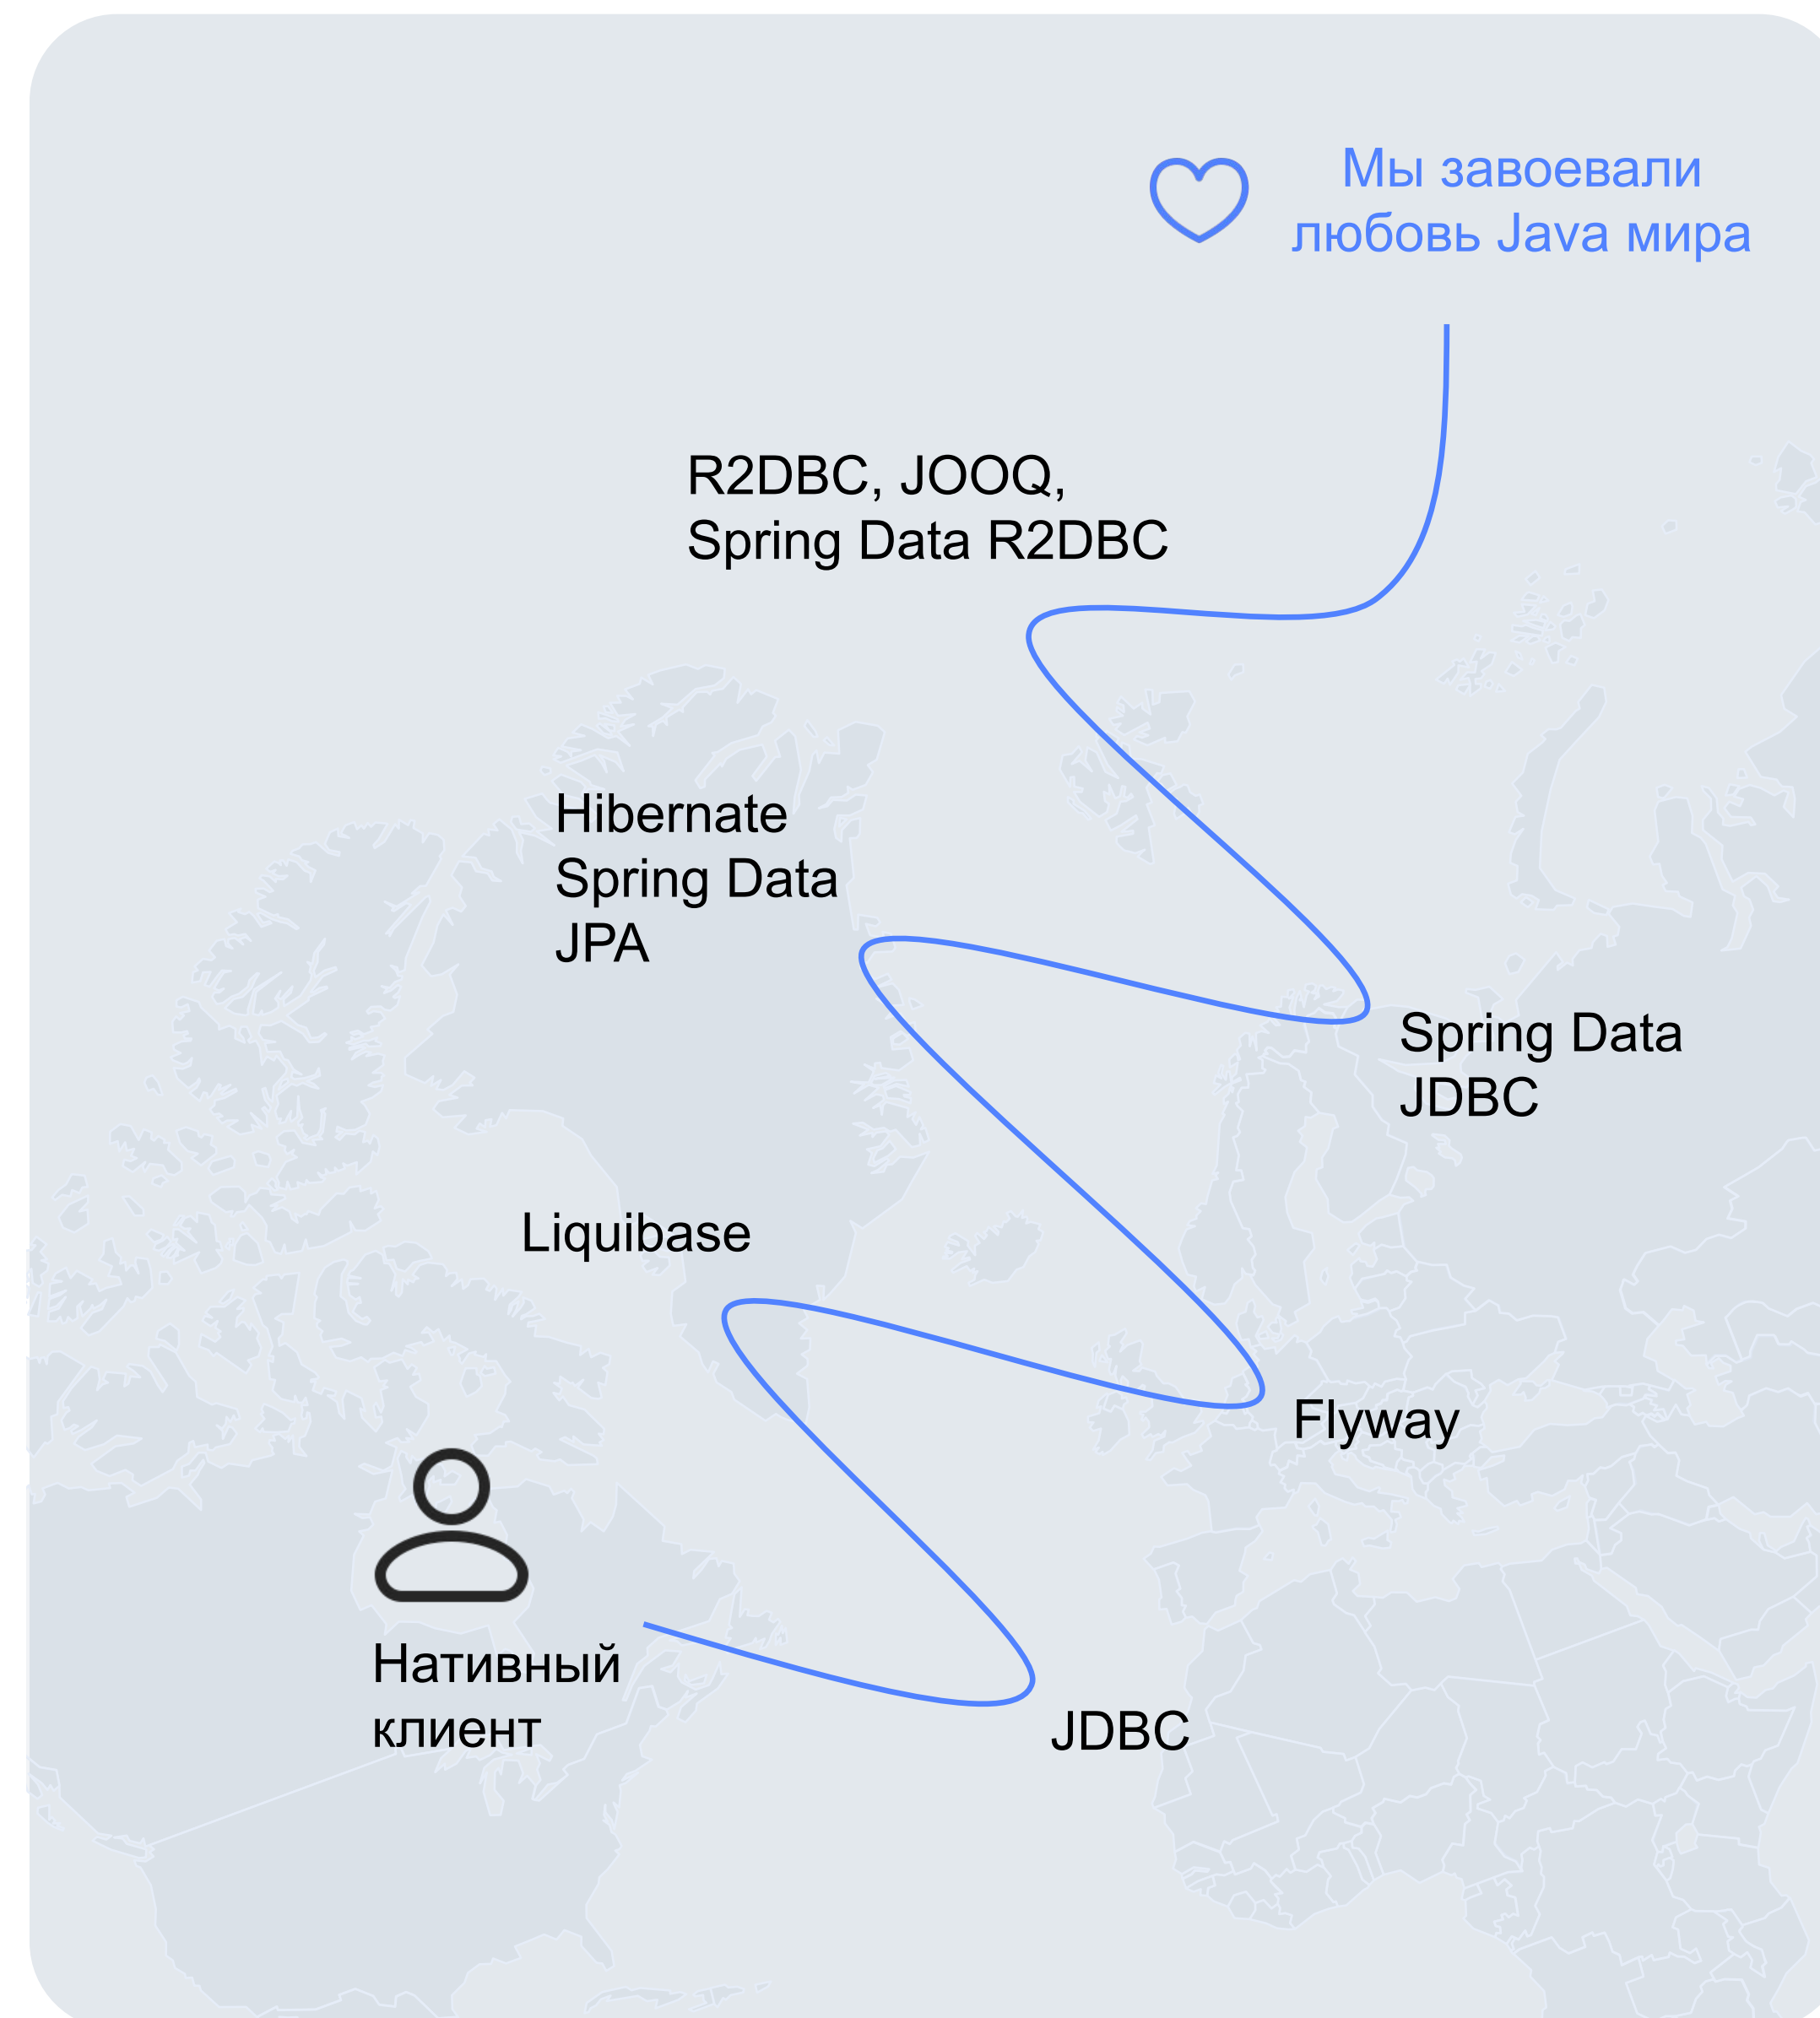 Мы завоевали
любовь Java мира
R2DBC, JOOQ,
Spring Data R2DBC
Hibernate
Spring Data
JPA
Spring Data
JDBC
Liquibase
Flyway
Нативный
клиент
JDBC